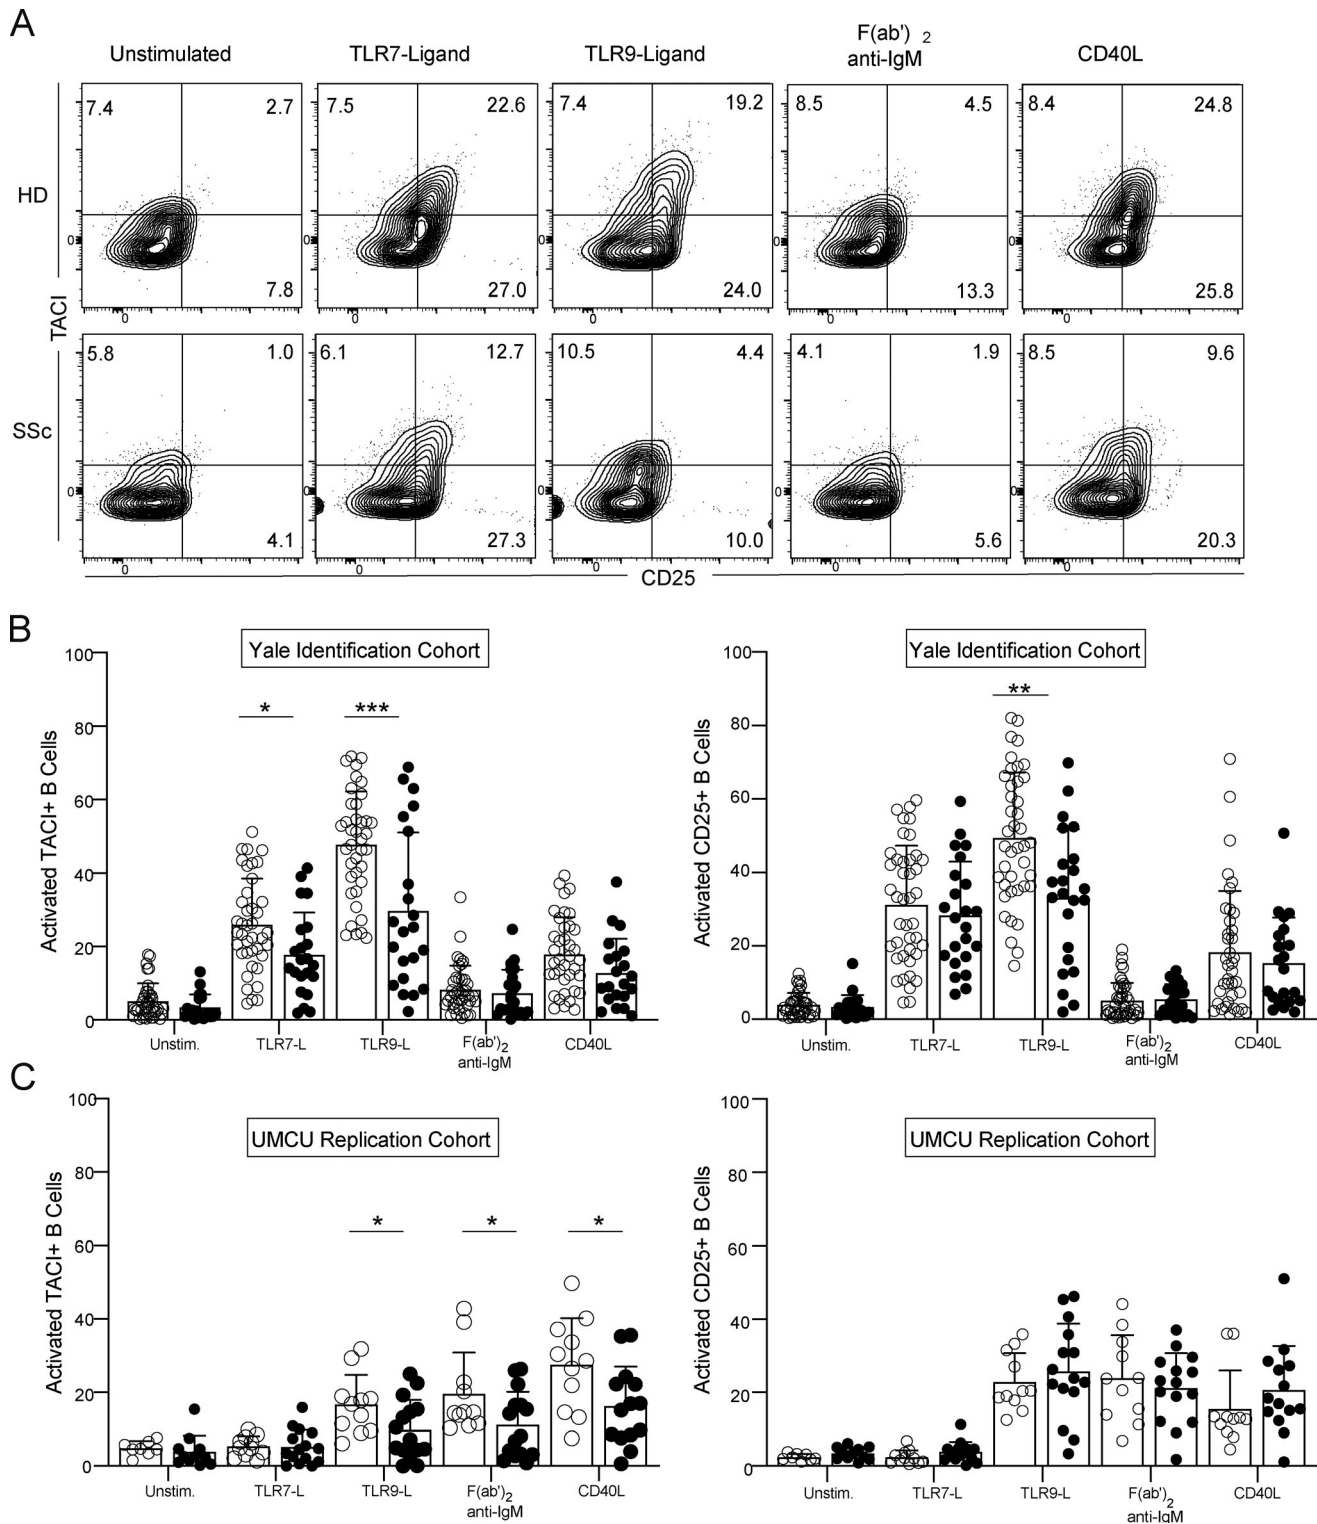 A
Unstimulated
TLR7-Ligand
TLR9-Ligand
F(ab') 2
anti-IgM
CD40L
7.4 2.7
7.5 22.6
7.4 19.2
8.5 4.5
8.4 24.8
HD
0
7.8
27.0
24.0
13.3
25.8
0 0 0 0 0
TACI
5.8 1.0
6.1 12.7
10.5 4.4
4.1 1.9
8.5 9.6
SSc
0 0 0 0 0
4.1
27.3
10.0
5.6
20.3
0 0 0 0 0
CD25
B
Yale Identification Cohort
100
80
60
40
20
0
Activated TACI+ B Cells
*
***
Unstim.
TLR7-L
TLR9-L
F(ab')2
anti-IgM
CD40L
Yale Identification Cohort
100
80
60
40
20
0
Activated CD25+ B Cells
**
Unstim.
TLR7-L
TLR9-L
F(ab')2
anti-IgM
CD40L
C
UMCU Replication Cohort
100
80
60
40
20
0
Activated TACI+ B Cells
*
*
*
Unstim.
TLR7-L
TLR9-L
F(ab')2
anti-IgM
CD40L
UMCU Replication Cohort
100
80
60
40
20
0
Activated CD25+ B Cells
Unstim.
TLR7-L
TLR9-L
F(ab')2
anti-IgM
CD40L